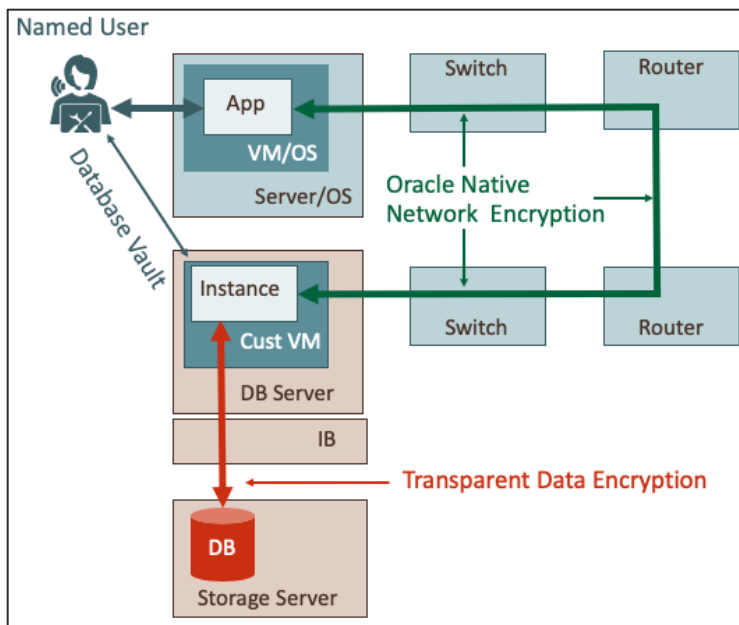 Named User
App
VM/OS
Server/OS
Switch
Router
Oracle Native
Network Encryption
Database Vault
Instance
Cust VM
DB Server
Switch
Router
IB
Transparent Data Encryption
DB
Storage Server